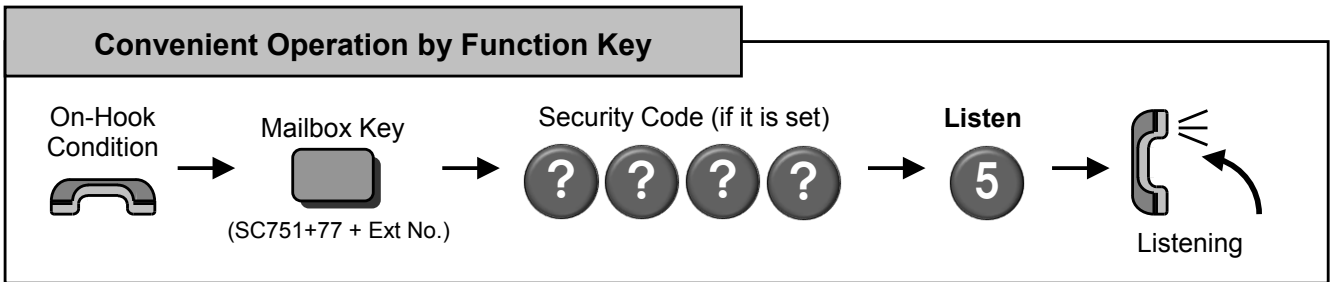 Convenient Operation by Function Key
On-Hook
Condition
Mailbox Key
(SC751+77 + Ext No.)
Security Code (if it is set)
? ? ? ?
Listen
5
Listening